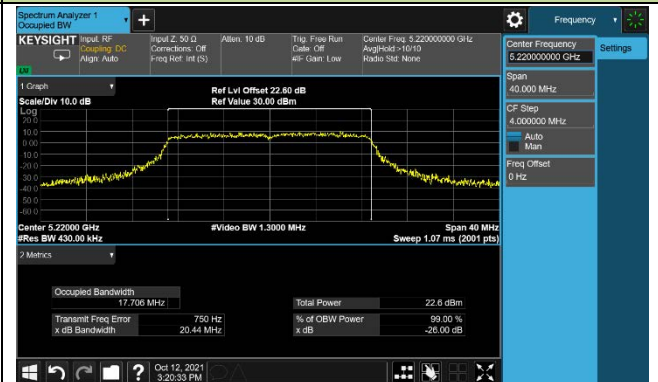 Spectrum Analyzer 1
Occupied BW
+
Frequency
KEYSIGHT
Input: RF
Coupling: DC
Align: Auto
Input Z: 50 Ω
Corrections: Off
Freq Ref: Int (S)
Atten: 10 dB
Trig: Free Run
Gate: Off
#IF Gain: Low
Center Freq: 5.220000000 GHz
Avg|Hold:>10/10
Radio Std: None
Center Frequency
5.220000000 GHz
Settings
Span
40.000 MHz
CF Step
4.000000 MHz
Auto
Man
Freq Offset
0 Hz
1 Graph
Scale/Div 10.0 dB
Ref Lvl Offset 22.60 dB
Ref Value 30.00 dBm
Log
20.0
10.0
0.00
-10.0
-20.0
-30.0
-40.0
-50.0
-60.0
Center 5.22000 GHz
#Res BW 430.00 kHz
#Video BW 1.3000 MHz
Span 40 MHz
Sweep 1.07 ms (2001 pts)
2 Metrics
Occupied Bandwidth
17.706 MHz
Total Power 22.6 dBm
Transmit Freq Error 750 Hz
% of OBW Power 99.00 %
x dB Bandwidth 20.44 MHz
x dB -26.00 dB
?
Oct 12, 2021
3:20:33 PM